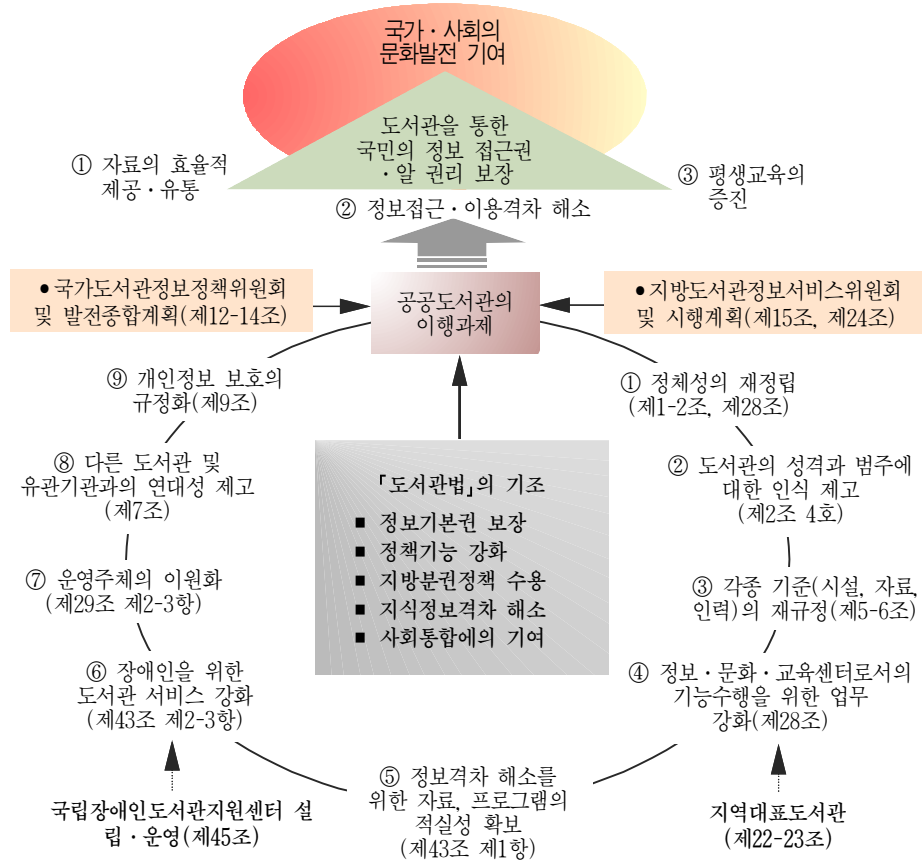 국가·사회의
문화발전 기여
도서관을 통한
국민의 정보 접근권
·알 권리 보장
① 자료의 효율적
제공·유통
② 정보접근·이용격차 해소
③ 평생교육의
증진
●국가도서관정보정책위원회
및 발전종합계획(제12-14조)
공공도서관의
이행과제
●지방도서관정보서비스위원회
및 시행계획(제15조, 제24조)
① 정체성의 재정립
(제1-2조, 제28조)
② 도서관의 성격과 범주에
대한 인식 제고
(제2조 4호)
③ 각종 기준(시설, 자료,
인력)의 재규정(제5-6조)
④ 정보·문화·교육센터로서의
기능수행을 위한 업무
강화(제28조)
지역대표도서관
(제22-23조)
⑤ 정보격차 해소를
위한 자료, 프로그램의
적실성 확보
(제43조 제1항)
⑥ 장애인을 위한
도서관 서비스 강화
(제43조 제2-3항)
국립장애인도서관지원센터 설
립·운영(제45조)
⑦ 운영주체의 이원화
(제29조 제2-3항)
⑧ 다른 도서관 및
유관기관과의 연대성 제고
(제7조)
⑨ 개인정보 보호의
규정화(제9조)
「도서관법」의 기조
■ 정보기본권 보장
■ 정책기능 강화
■ 지방분권정책 수용
■ 지식정보격차 해소
■ 사회통합에의 기여